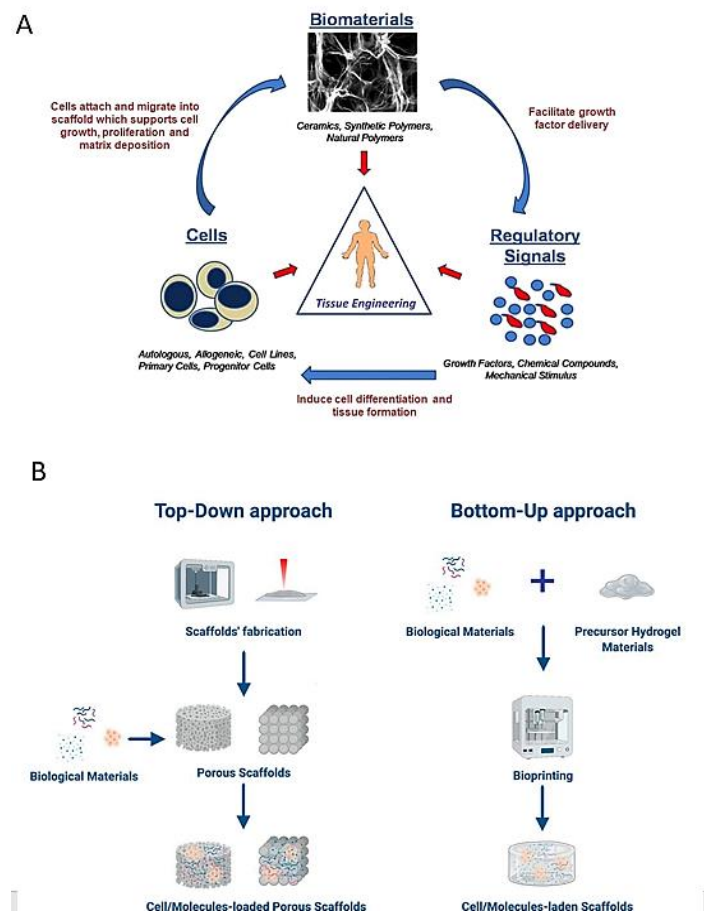 A
Biomaterials
Cells attach and migrate into
scaffold which supports cell
growth, proliferation and
matrix deposition
Ceramics, Synthetic Polymers,
Natural Polymers
Facilitate growth
factor delivery
Cells
Regulatory
Signals
Tissue Engineering
Autologous, Allogeneic, Cell Lines,
Primary Cells, Progenitor Cells
Growth Factors, Chemical Compounds,
Mechanical Stimulus
Induce cell differentiation and
tissue formation
B
Top-Down approach
Scaffolds' fabrication
Biological Materials
Porous Scaffolds
Cell/Molecules-loaded Porous Scaffolds
Bottom-Up approach
+
Biological Materials
Precursor Hydrogel
Materials
Bioprinting
Cell/Molecules-laden Scaffolds